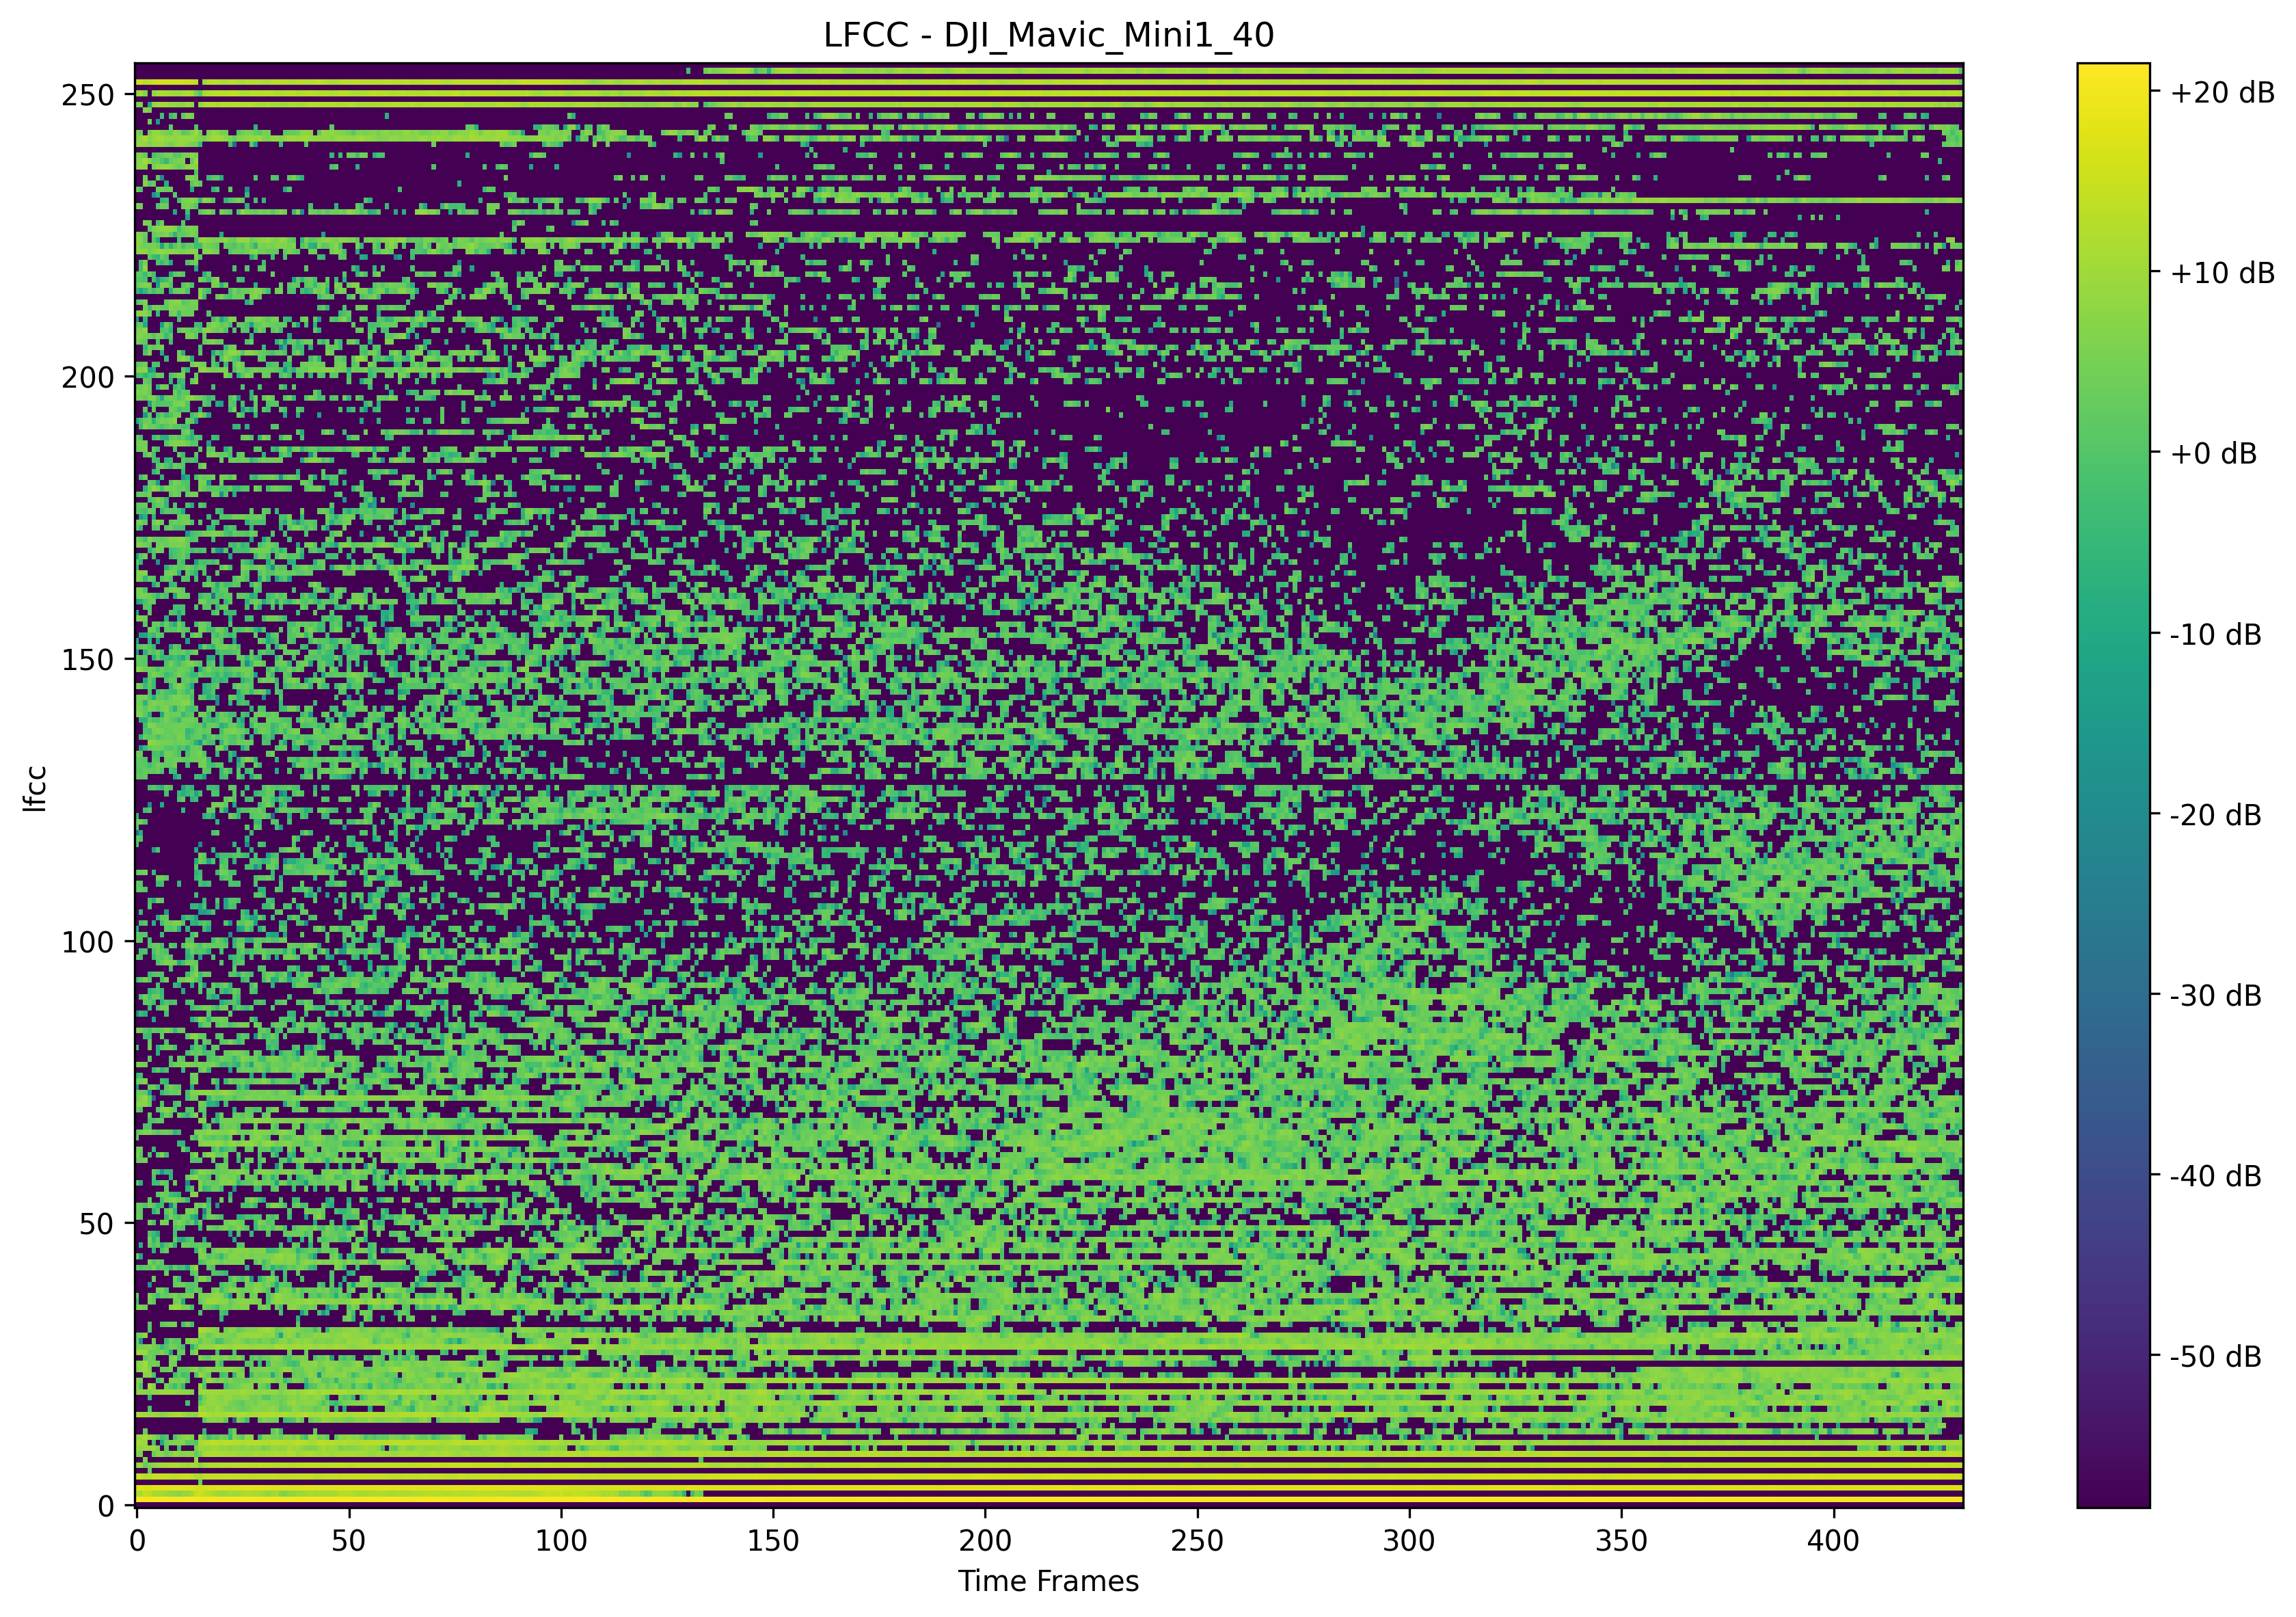 LFCC - DJI_Mavic_Mini1_40
250
200
150
100
50
0
lfcc
0 50 100 150 200 250 300 350 400
Time Frames
+20 dB
+10 dB
+0 dB
-10 dB
-20 dB
-30 dB
-40 dB
-50 dB